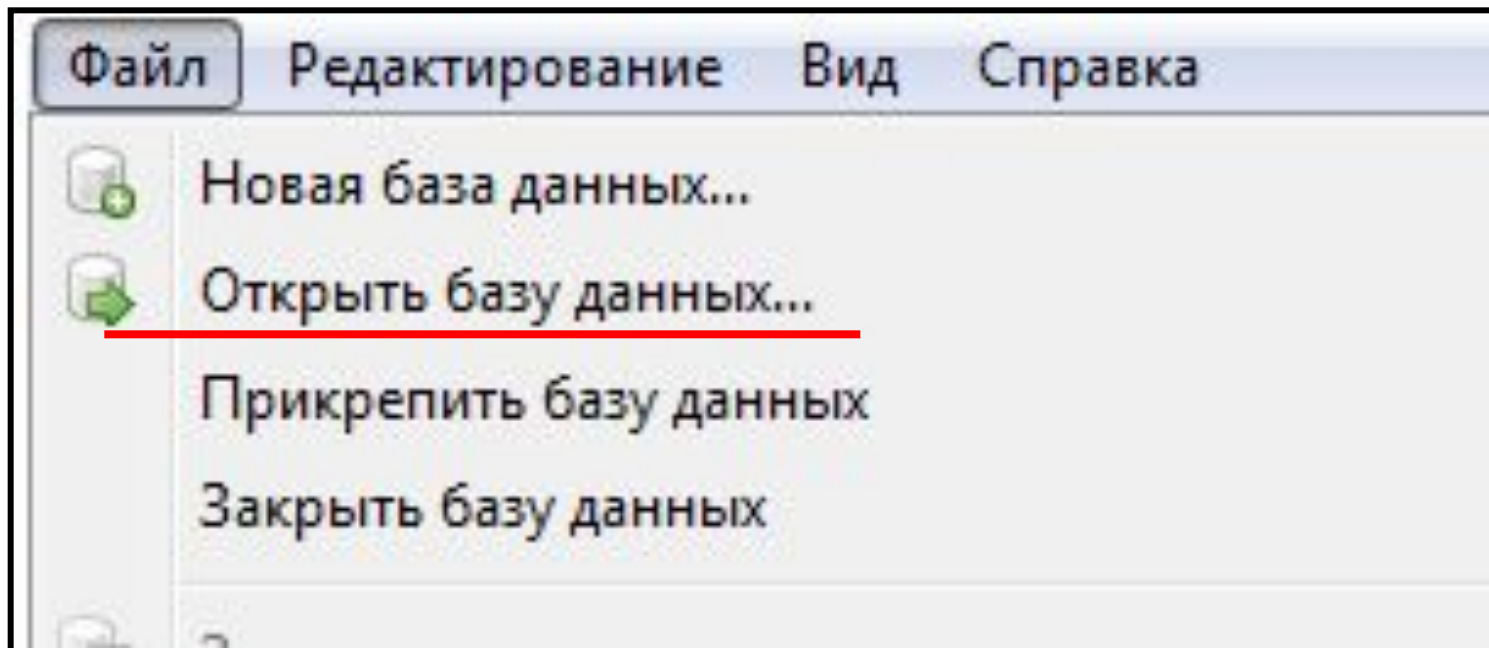 Файл Редактирование Вид Справка
Новая база данных...
Открыть базу данных...
Прикрепить базу данных
Закрыть базу данных